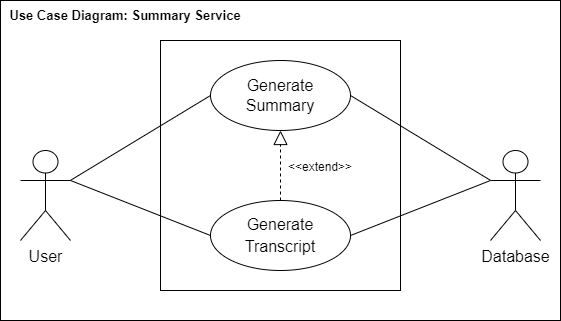 Use Case Diagram: Summary Service
Generate
Summary
<<extend>>
Generate
Transcript
User
Database